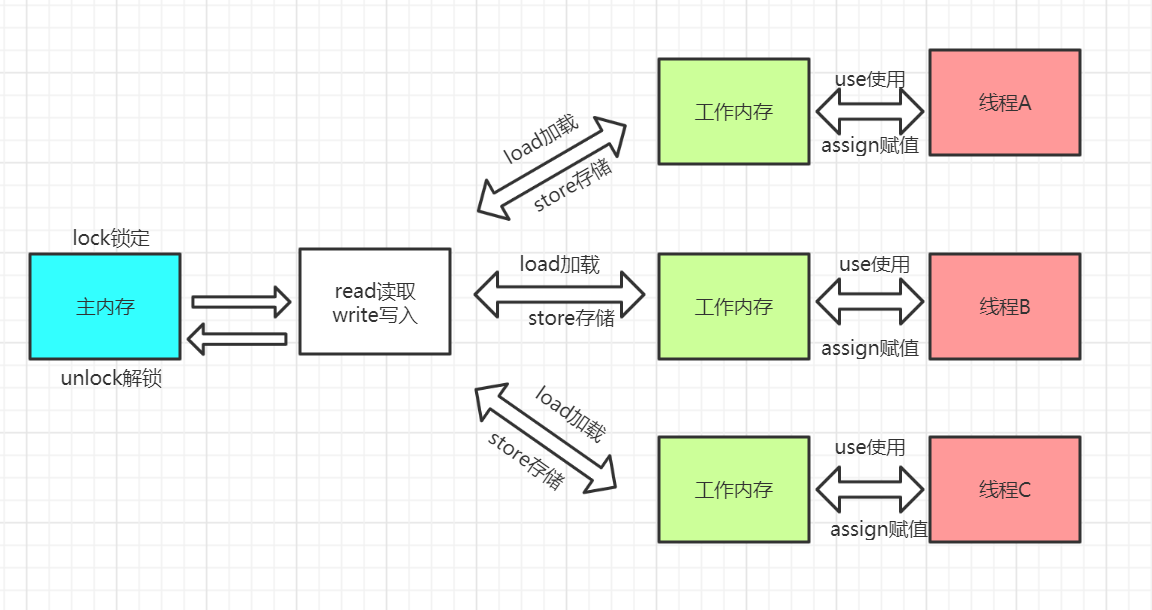 use使用
线程A
工作内存
assign赋值
load加载
store存储
lock锁定
主内存
unlock解锁
read读取
write写入
load加载
store存储
工作内存
use使用
assign赋值
线程B
load加载
store存储
工作内存
use使用
assign赋值
线程C